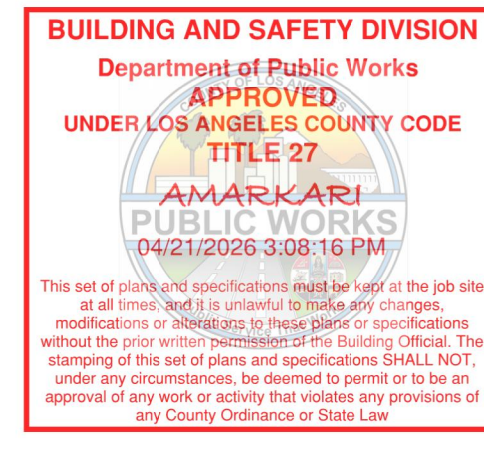 BUILDING AND SAFETY DIVISION
Department of Public Works
COUNTY OF LOS ANGELES
APPROVED
UNDER LOS ANGELES COUNTY CODE
TITLE 27
AMARKARI
PUBLIC WORKS
04/21/2026 3:08:16 PM
This set of plans and specifications must be kept at the job site
at all times, and it is unlawful to make any changes,
modifications or alterations to these plans or specifications
without the prior written permission of the Building Official. The
stamping of this set of plans and specifications SHALL NOT,
under any circumstances, be deemed to permit or to be an
approval of any work or activity that violates any provisions of
any County Ordinance or State Law